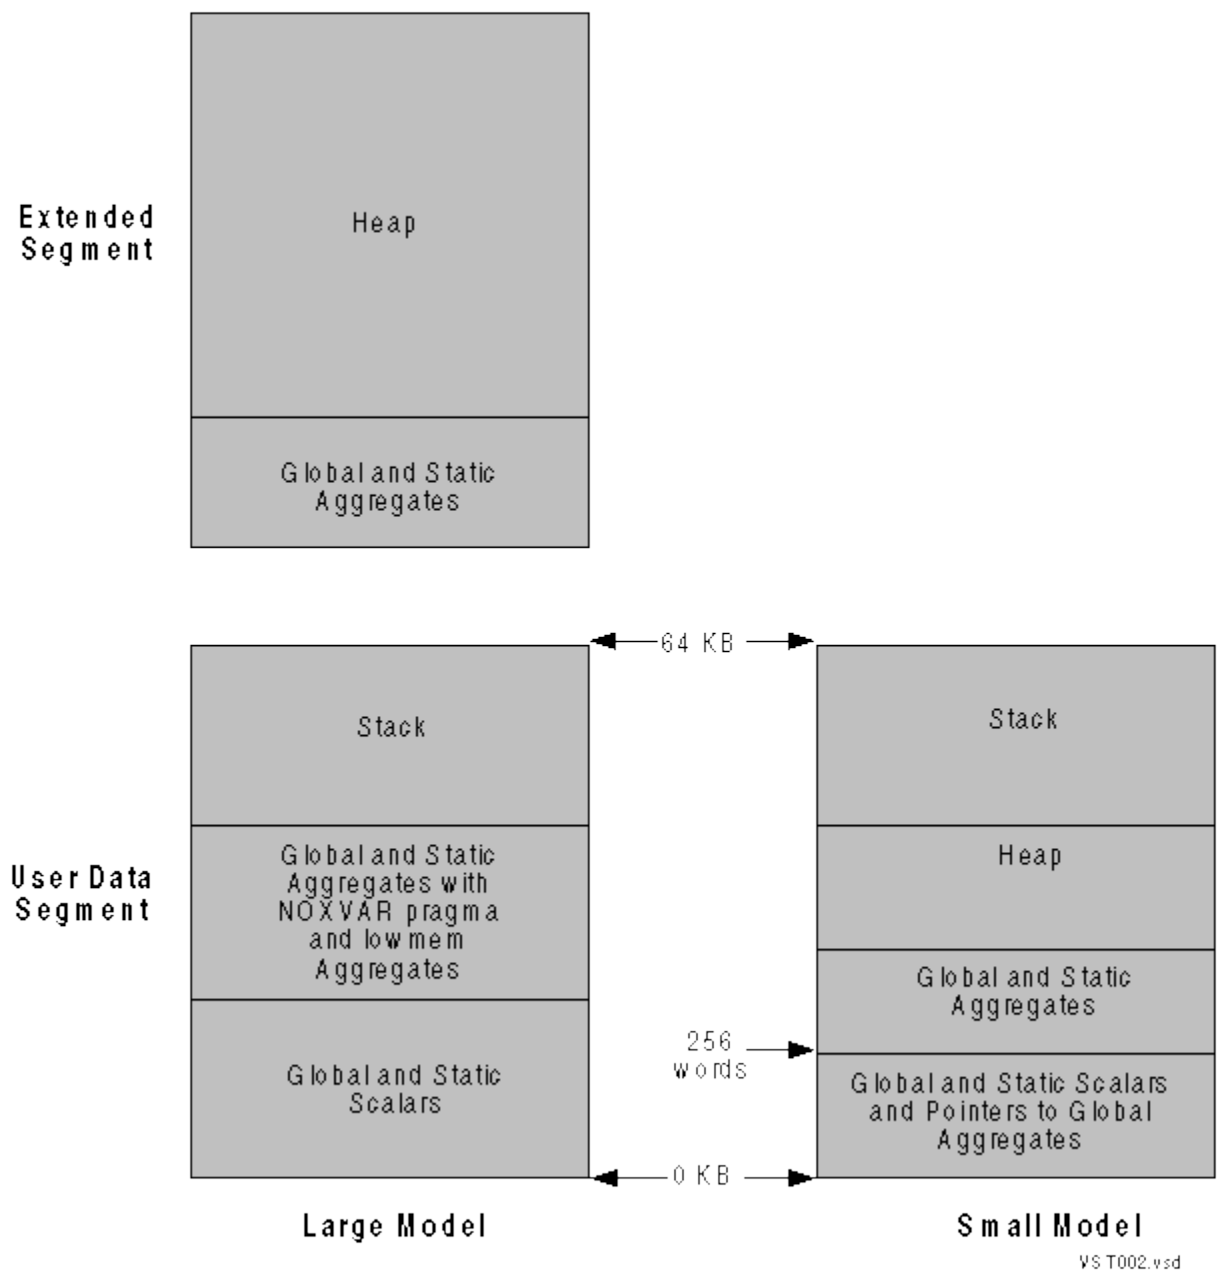 Extended
Segment
Heap
Global and Static
Aggregates
64 KB
Stack
Stack
User Data
Segment
Global and Static
Aggregates with
NOXVAR pragma
and lowmem
Aggregates
Heap
Global and Static
Aggregates
256
words
Global and Static
Scalars
Global and Static Scalars
and Pointers to Global
Aggregates
0 KB
Large Model
Small Model
VST002.vsd